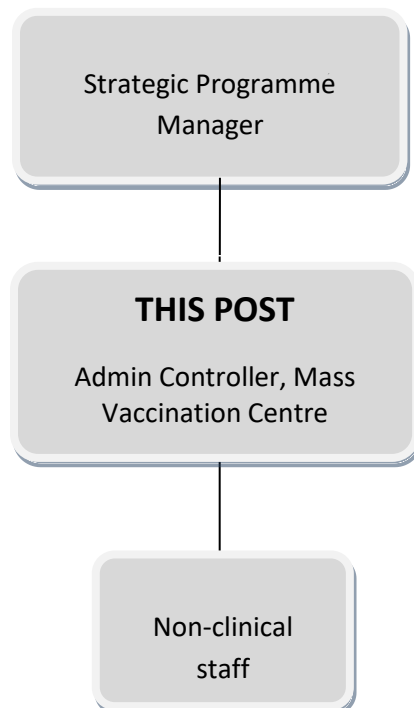 Strategic Programme
Manager
THIS POST
Admin Controller, Mass
Vaccination Centre
Non-clinical
staff